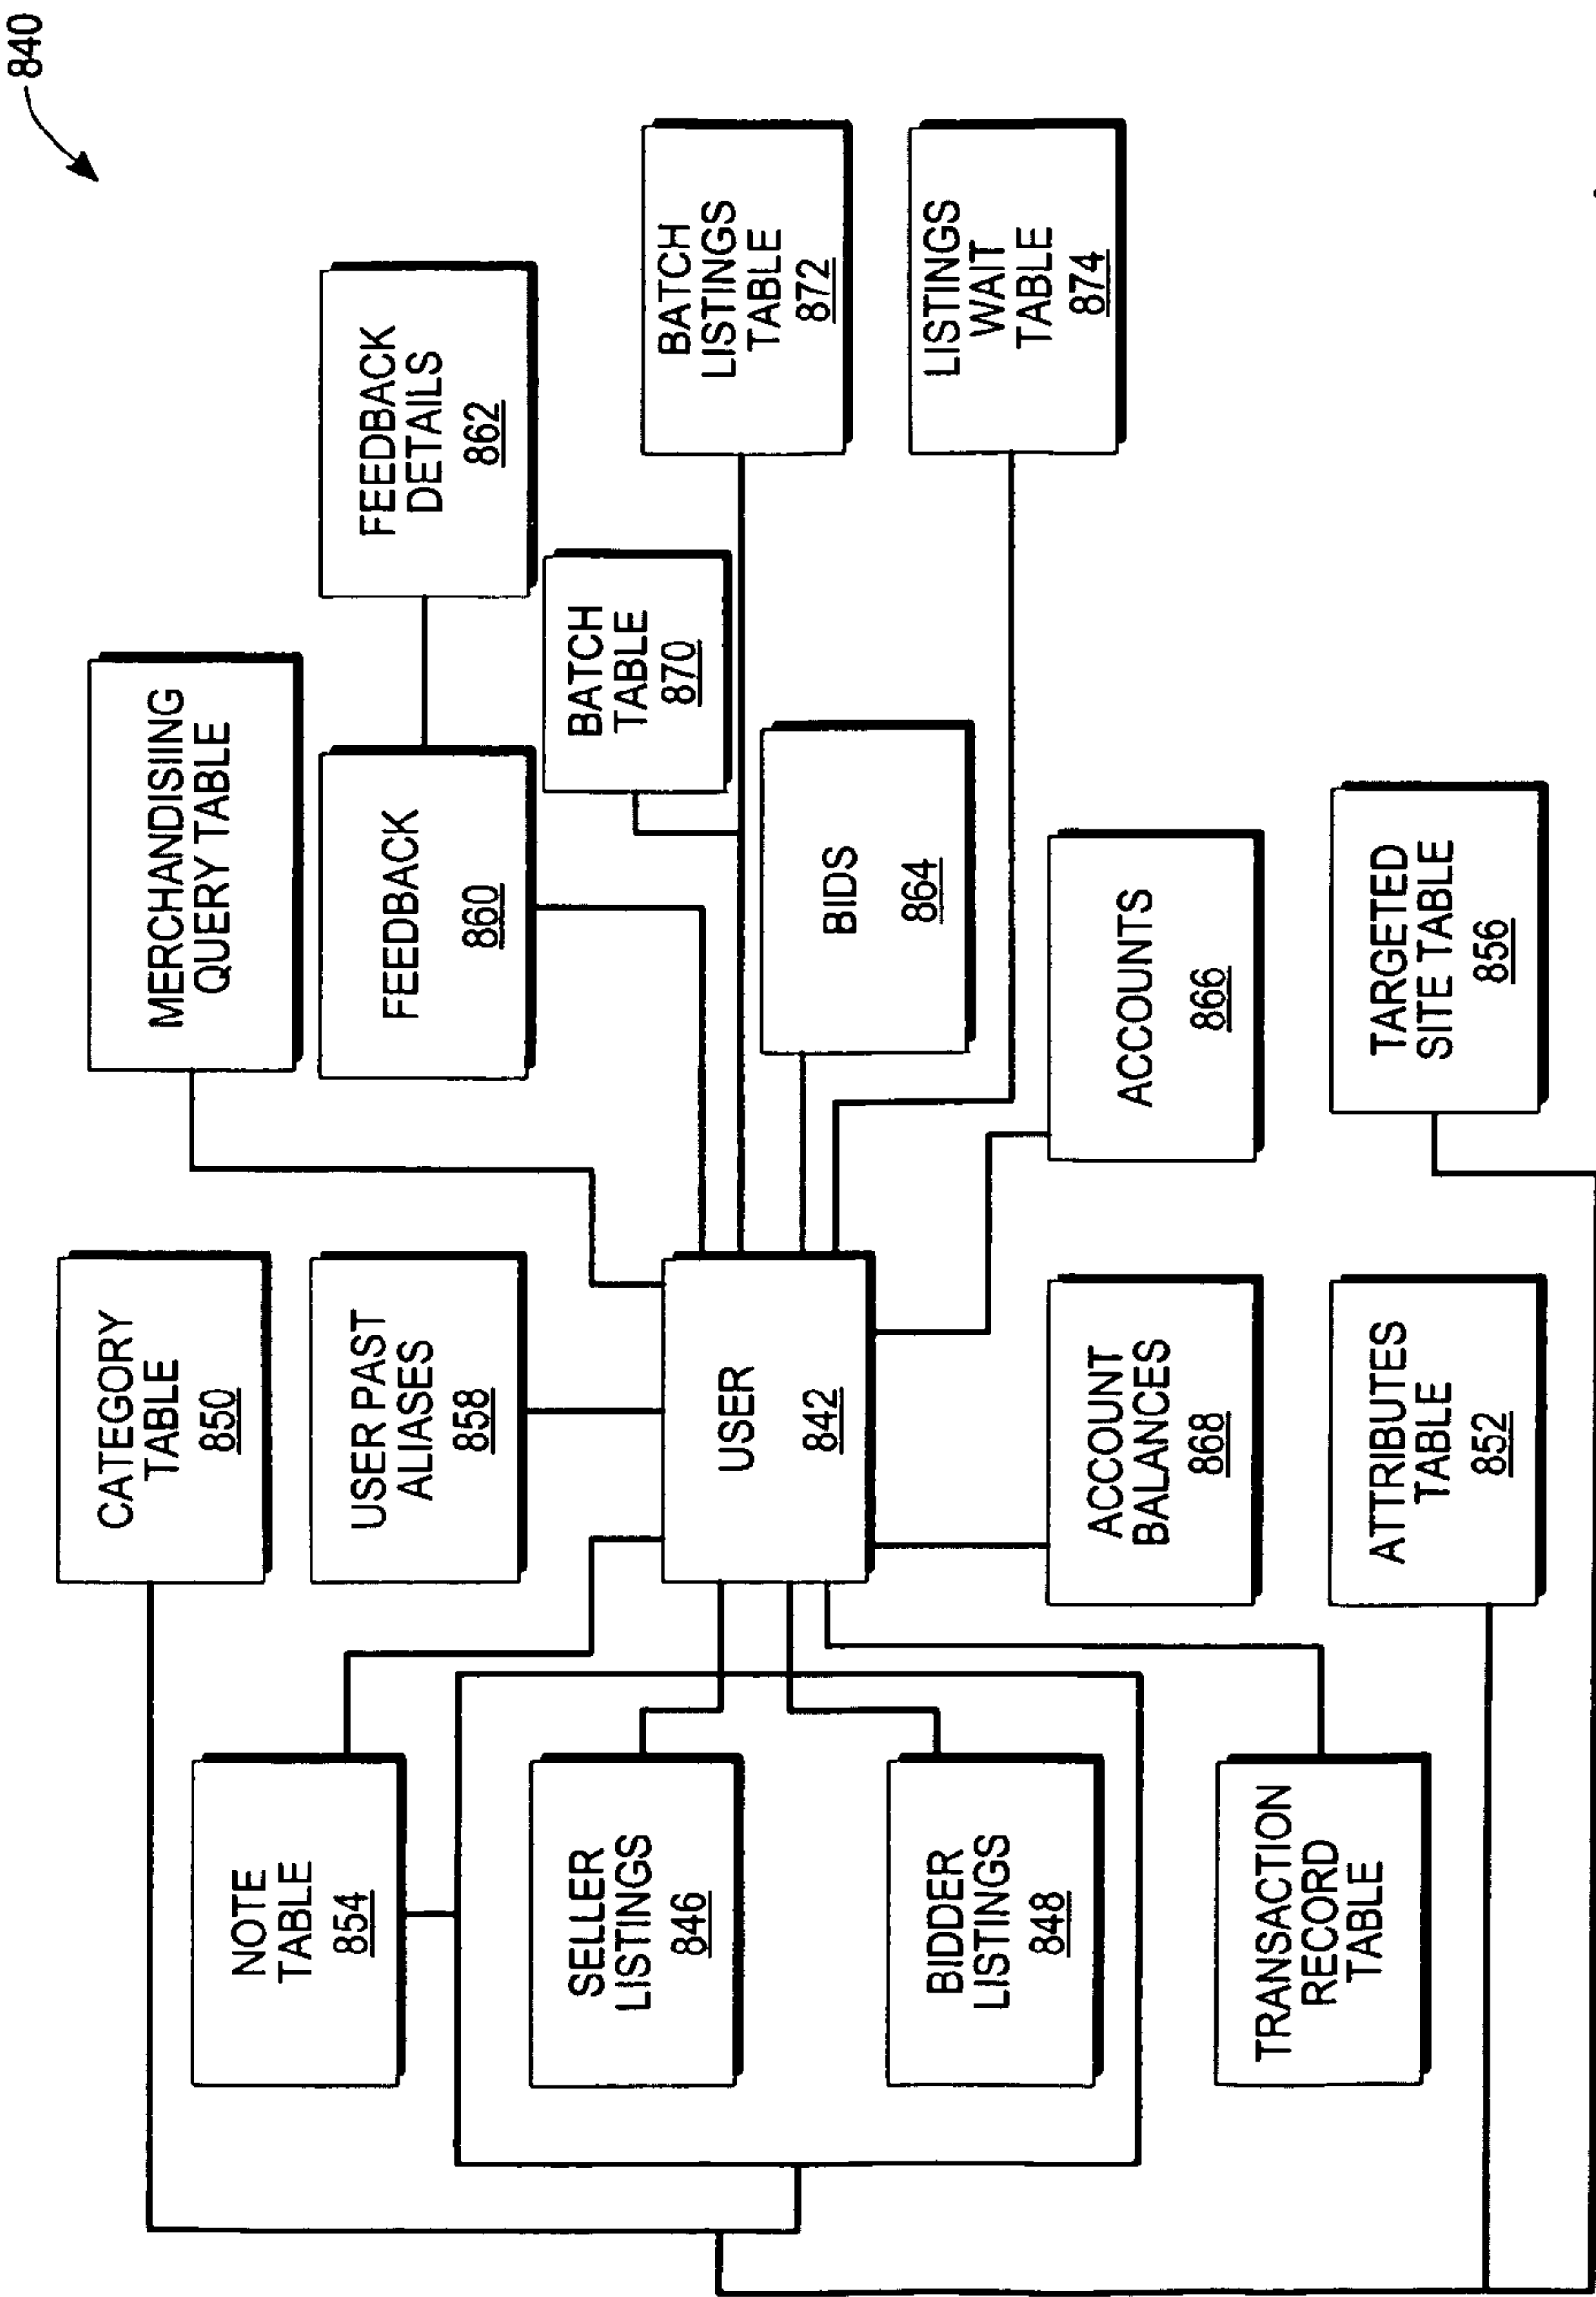 840
CATEGORY
TABLE
850
MERCHANDISIING
QUERY TABLE
NOTE
TABLE
854
USER PAST
ALIASES
858
FEEDBACK
860
FEEDBACK
DETAILS
862
BATCH
TABLE
870
SELLER
LISTINGS
846
USER
842
BIDS
864
BATCH
LISTINGS
TABLE
872
BIDDER
LISTINGS
848
LISTINGS
WAIT
TABLE
874
ACCOUNT
BALANCES
868
ACCOUNTS
866
TRANSACTION
RECORD
TABLE
ATTRIBUTES
TABLE
852
TARGETED
SITE TABLE
856